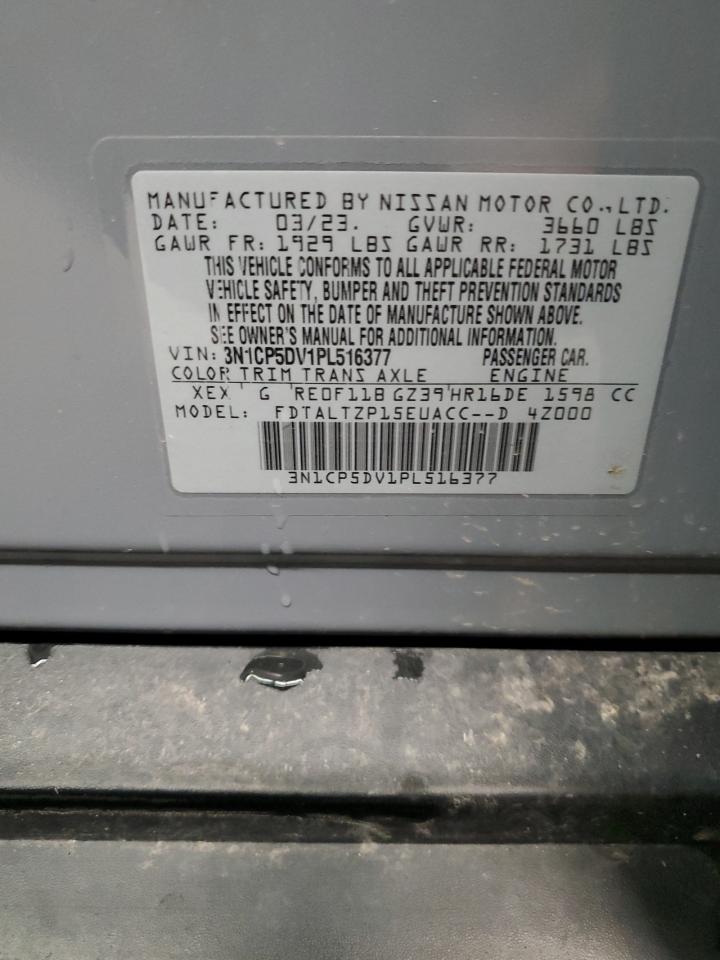 MANUFACTURED BY NISSAN MOTOR CO., LTD.
DATE: 03/23. GVWR: 3660 LBS
GAWR FR: 1929 LBS GAWR RR: 1731 LBS
THIS VEHICLE CONFORMS TO ALL APPLICABLE FEDERAL MOTOR
VEHICLE SAFETY, BUMPER AND THEFT PREVENTION STANDARDS
IN EFFECT ON THE DATE OF MANUFACTURE SHOWN ABOVE.
SEE OWNER'S MANUAL FOR ADDITIONAL INFORMATION.
VIN: 3N1CP5DV1PL516377 PASSENGER CAR.
COLOR TRIM TRANS AXLE ENGINE
XEX G RE0F11B GZ39 HR16DE 1598 CC
MODEL: FDTALTZP15EUACC--D 4Z000
3N1CP5DV1PL516377